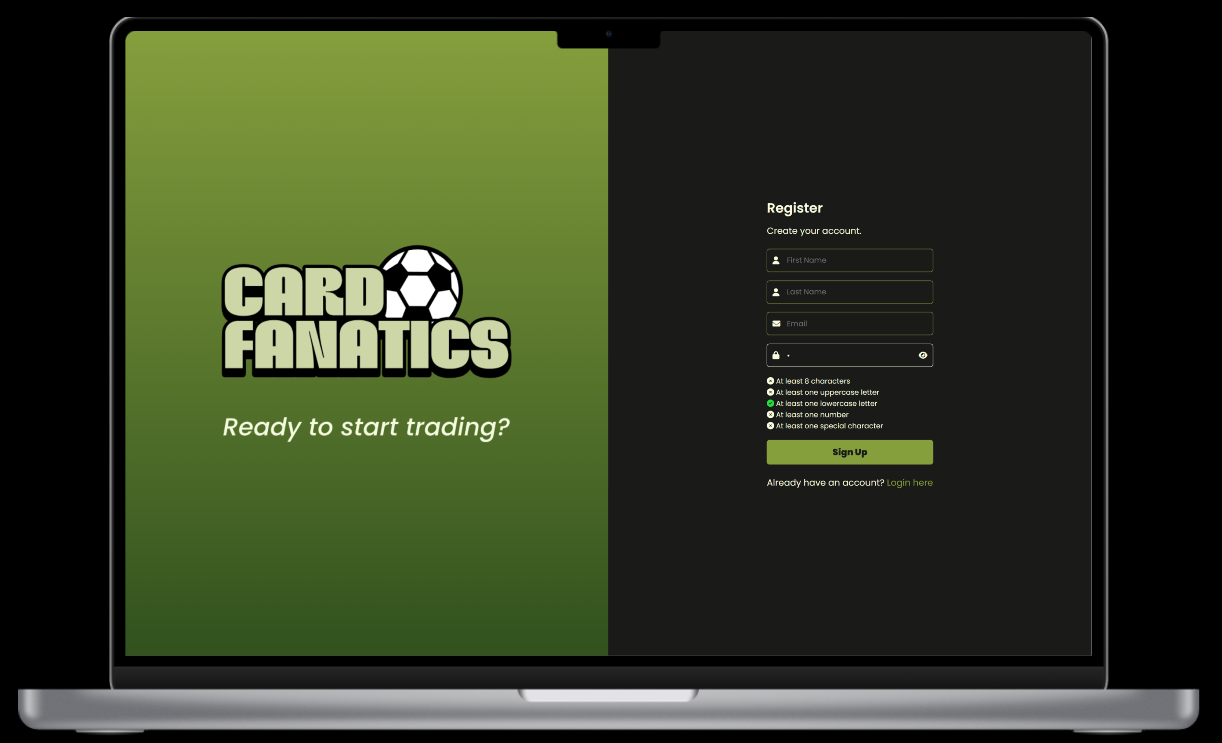 CARD
FANATICS
Ready to start trading?
Register
Create your account.
First Name
Last Name
Email
At least 8 characters
At least one uppercase letter
At least one lowercase letter
At least one number
At least one special character
Sign Up
Already have an account? Login here